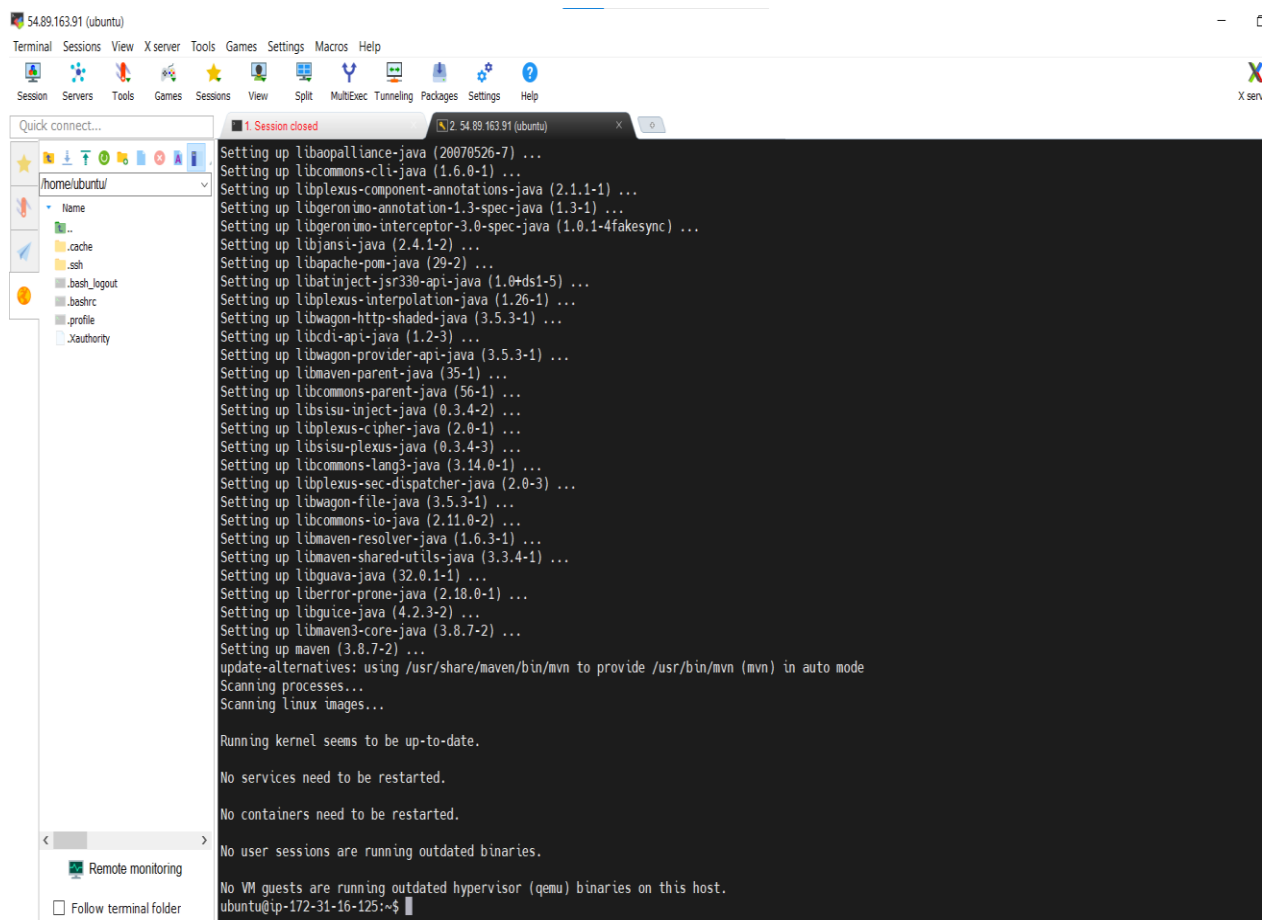 54.89.163.91 (ubuntu)
Terminal Sessions View X server Tools Games Settings Macros Help
Session Servers Tools Games Sessions View Split MultiExec Tunneling Packages Settings Help
X serv
Quick connect...
1. Session closed
2. 54.89.163.91 (ubuntu)
/home/ubuntu/
Name
..
.cache
.ssh
.bash_logout
.bashrc
.profile
.Xauthority
Remote monitoring
Follow terminal folder
Setting up libaopalliance-java (20070526-7) ...
Setting up libcommons-cli-java (1.6.0-1) ...
Setting up libplexus-component-annotations-java (2.1.1-1) ...
Setting up libgeronimo-annotation-1.3-spec-java (1.3-1) ...
Setting up libgeronimo-interceptor-3.0-spec-java (1.0.1-4fakesync) ...
Setting up libjansi-java (2.4.1-2) ...
Setting up libapache-pom-java (29-2) ...
Setting up libatinject-jsr330-api-java (1.0+ds1-5) ...
Setting up libplexus-interpolation-java (1.26-1) ...
Setting up libwagon-http-shaded-java (3.5.3-1) ...
Setting up libcdi-api-java (1.2-3) ...
Setting up libwagon-provider-api-java (3.5.3-1) ...
Setting up libmaven-parent-java (35-1) ...
Setting up libcommons-parent-java (56-1) ...
Setting up libsisu-inject-java (0.3.4-2) ...
Setting up libplexus-cipher-java (2.0-1) ...
Setting up libsisu-plexus-java (0.3.4-3) ...
Setting up libcommons-lang3-java (3.14.0-1) ...
Setting up libplexus-sec-dispatcher-java (2.0-3) ...
Setting up libwagon-file-java (3.5.3-1) ...
Setting up libcommons-io-java (2.11.0-2) ...
Setting up libmaven-resolver-java (1.6.3-1) ...
Setting up libmaven-shared-utils-java (3.3.4-1) ...
Setting up libguava-java (32.0.1-1) ...
Setting up liberror-prone-java (2.18.0-1) ...
Setting up libguice-java (4.2.3-2) ...
Setting up libmaven3-core-java (3.8.7-2) ...
Setting up maven (3.8.7-2) ...
update-alternatives: using /usr/share/maven/bin/mvn to provide /usr/bin/mvn (mvn) in auto mode
Scanning processes...
Scanning linux images...
Running kernel seems to be up-to-date.
No services need to be restarted.
No containers need to be restarted.
No user sessions are running outdated binaries.
No VM guests are running outdated hypervisor (qemu) binaries on this host.
ubuntu@ip-172-31-16-125:~$